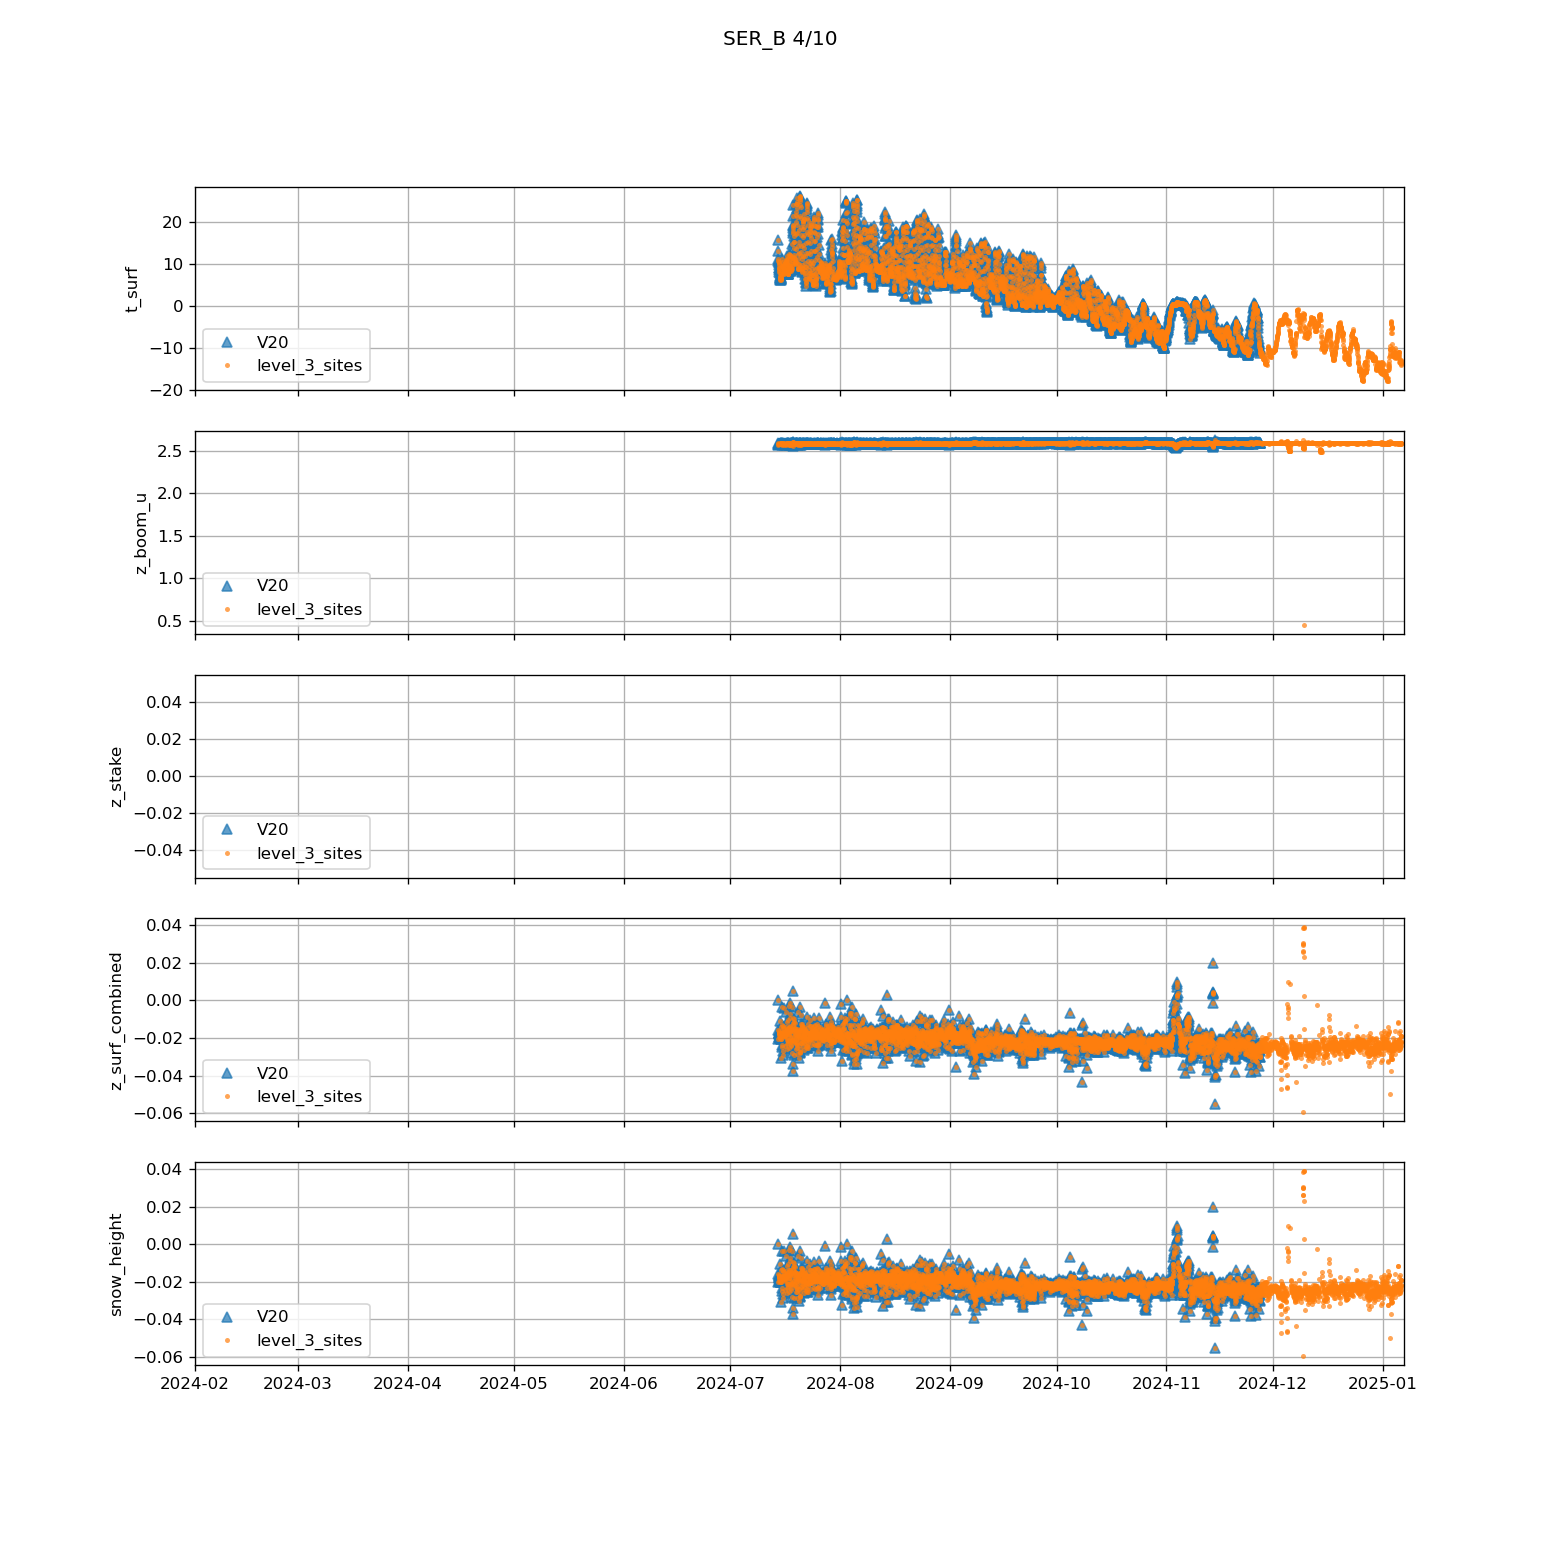 SER_B 4/10
20
10
0
−10
−20
t_surf
V20
level_3_sites
2.5
2.0
1.5
1.0
0.5
z_boom_u
V20
level_3_sites
0.04
0.02
0.00
−0.02
−0.04
z_stake
V20
level_3_sites
0.04
0.02
0.00
−0.02
−0.04
−0.06
z_surf_combined
V20
level_3_sites
0.04
0.02
0.00
−0.02
−0.04
−0.06
snow_height
V20
level_3_sites
2024-02 2024-03 2024-04 2024-05 2024-06 2024-07 2024-08 2024-09 2024-10 2024-11 2024-12 2025-01